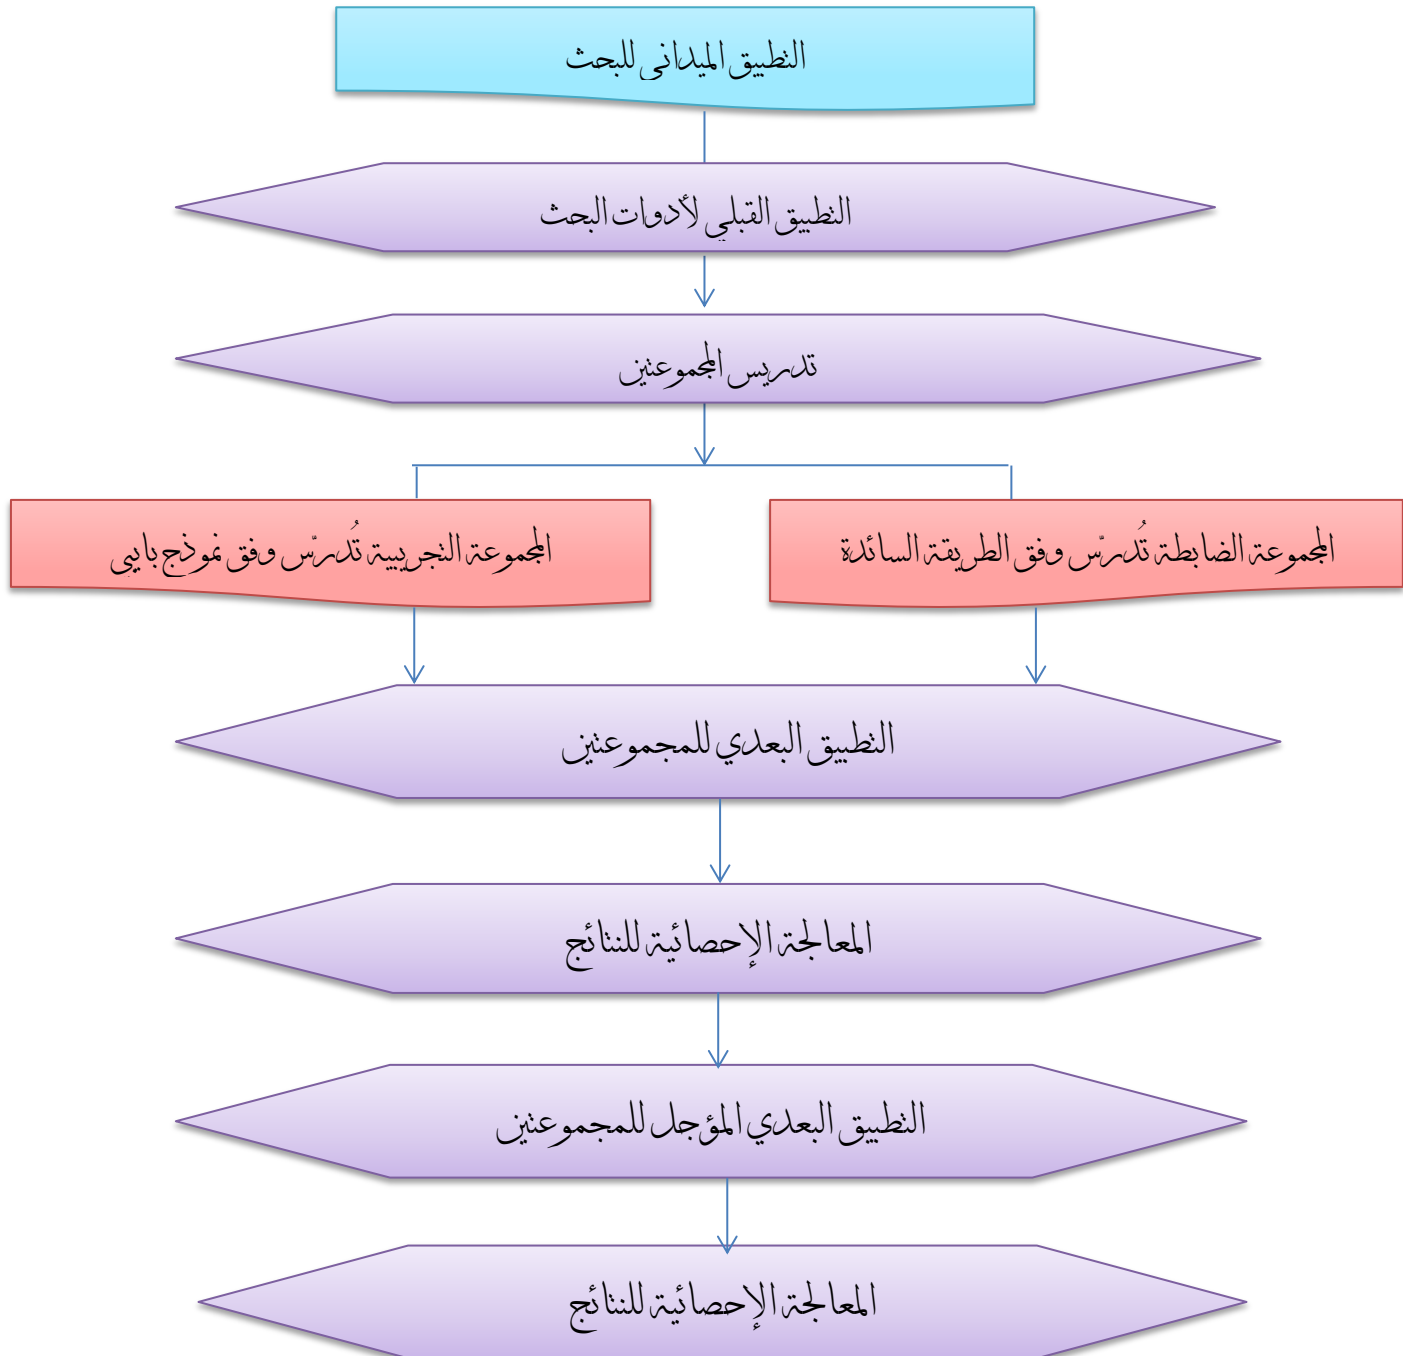 التطبيق الميدانى للبحث
التطبيق القبلي لأدوات البحث
تدريس المجموعتين
المجموعة الضابطة تُدرّس وفق الطريقة السائدة
المجموعة التجريبية تُدرّس وفق نموذج بايبى
التطبيق البعدي للمجموعتين
المعالجة الإحصائية للنتائج
التطبيق البعدي المؤجل للمجموعتين
المعالجة الإحصائية للنتائج